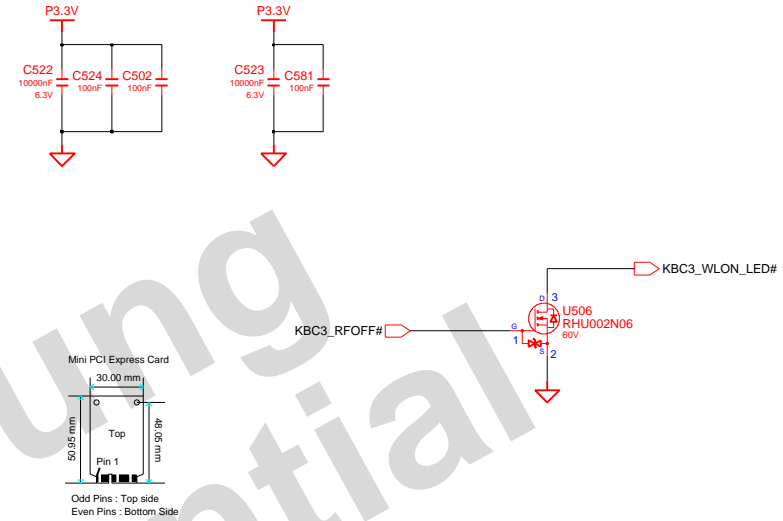 P3.3V
P3.3V
C522
10000nF
6.3V
C524
100nF
C502
100nF
C523
10000nF
6.3V
C581
100nF
KBC3_WLON_LED#
D 3
U506
RHU002N06
60V
KBC3_RFOFF#
G
1
S
2
Mini PCI Express Card
30.00 mm
50.95 mm
48.05 mm
Top
Pin 1
Odd Pins : Top side
Even Pins : Bottom Side
ung
ntial